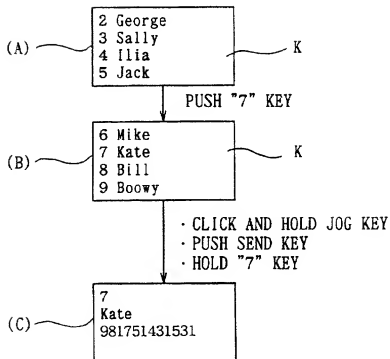 2 George
3 Sally
(A)
4 Ilia
K
5 Jack
PUSH "7" KEY
6 Mike
7 Kate
K
(B)
8 Bill
9 Boowy
· CLICK AND HOLD JOG KEY
· PUSH SEND KEY
· HOLD "7" KEY
7
Kate
(C)
981751431531